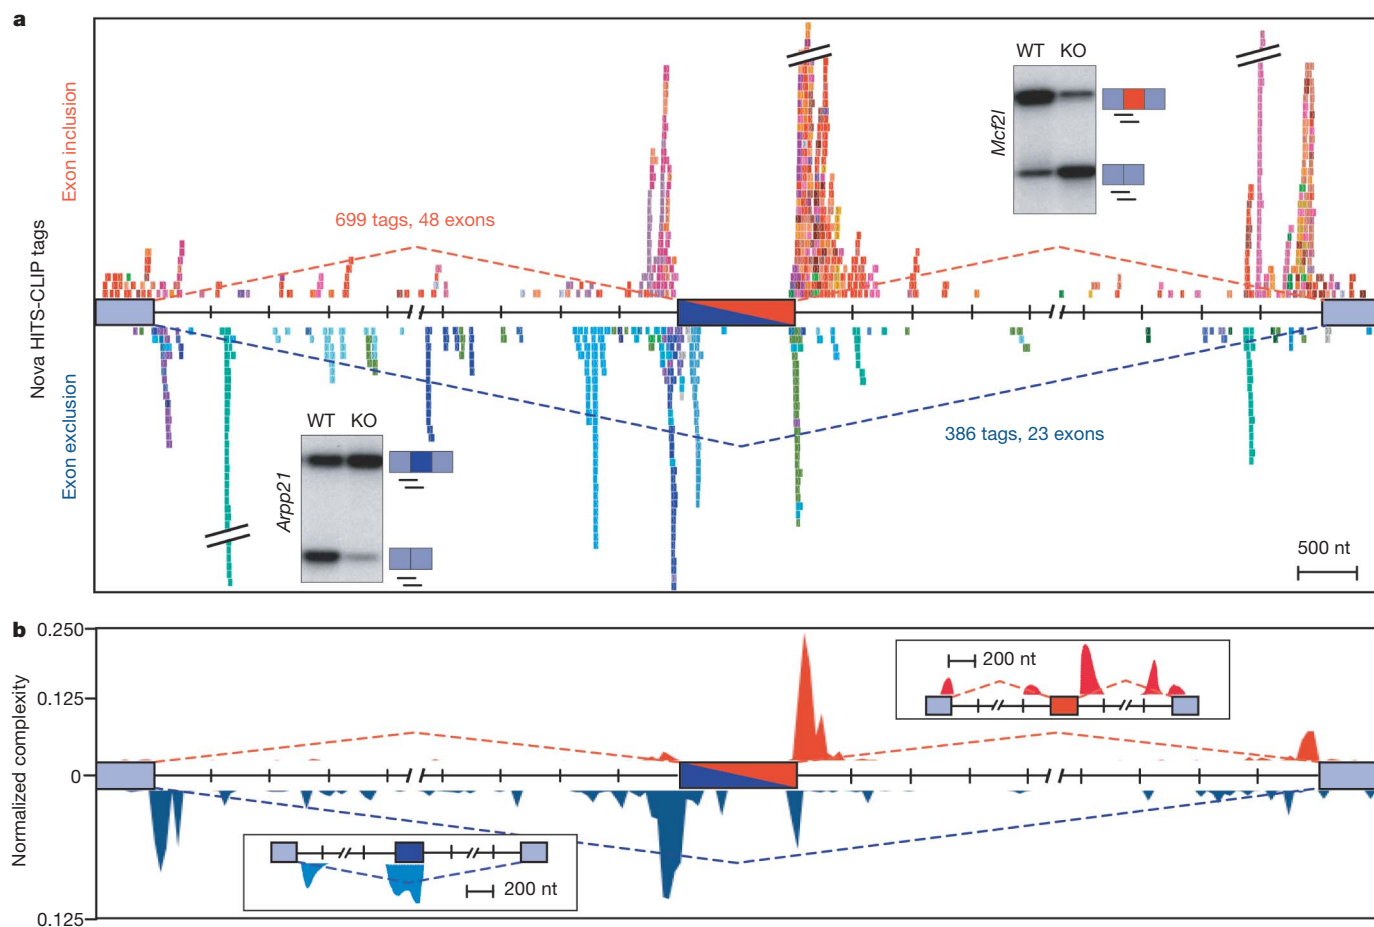 a
Nova HITS-CLIP tags
Exon inclusion
Exon exclusion
699 tags, 48 exons
WT KO
Mcf2l
386 tags, 23 exons
WT KO
Arpp21
500 nt
b
Normalized complexity
0.250
0.125
0
0.125
200 nt
200 nt